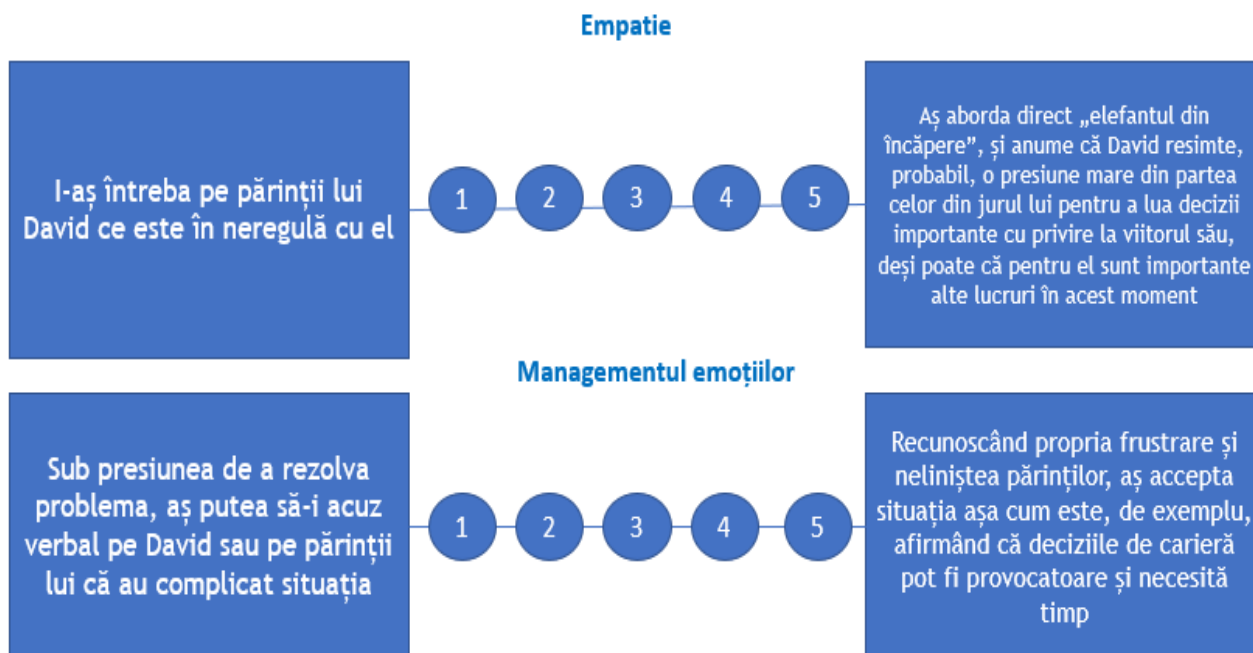 Empatie
I-aș întreba pe părinții lui
David ce este în neregulă cu el
1 2 3 4 5
Aș aborda direct „elefantul din
încăpere”, și anume că David resimte,
probabil, o presiune mare din partea
celor din jurul lui pentru a lua decizii
importante cu privire la viitorul său,
deși poate că pentru el sunt importante
alte lucruri în acest moment
Managementul emoțiilor
Sub presiunea de a rezolva
problema, aș putea să-i acuz
verbal pe David sau pe părinții
lui că au complicat situația
1 2 3 4 5
Recunoscând propria frustrare și
neliniștea părinților, aș accepta
situația așa cum este, de exemplu,
afirmând că deciziile de carieră
pot fi provocatoare și necesită
timp